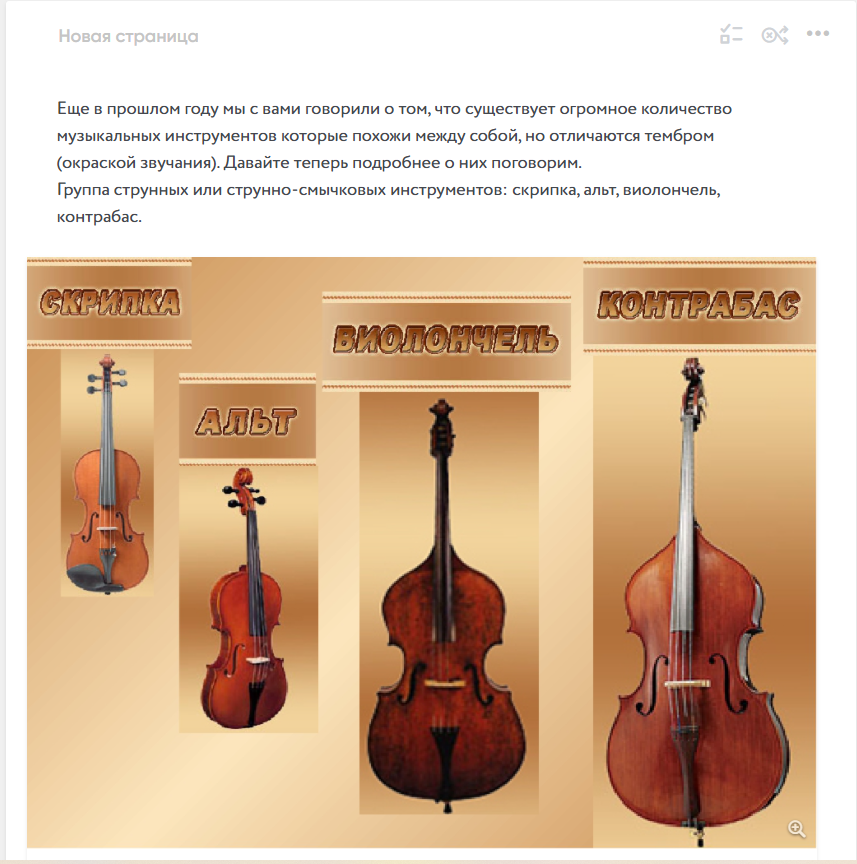 Новая страница
Еще в прошлом году мы с вами говорили о том, что существует огромное количество
музыкальных инструментов которые похожи между собой, но отличаются тембром
(окраской звучания). Давайте теперь подробнее о них поговорим.
Группа струнных или струнно-смычковых инструментов: скрипка, альт, виолончель,
контрабас.
СКРИПКА
АЛЬТ
ВИОЛОНЧЕЛЬ
КОНТРАБАС